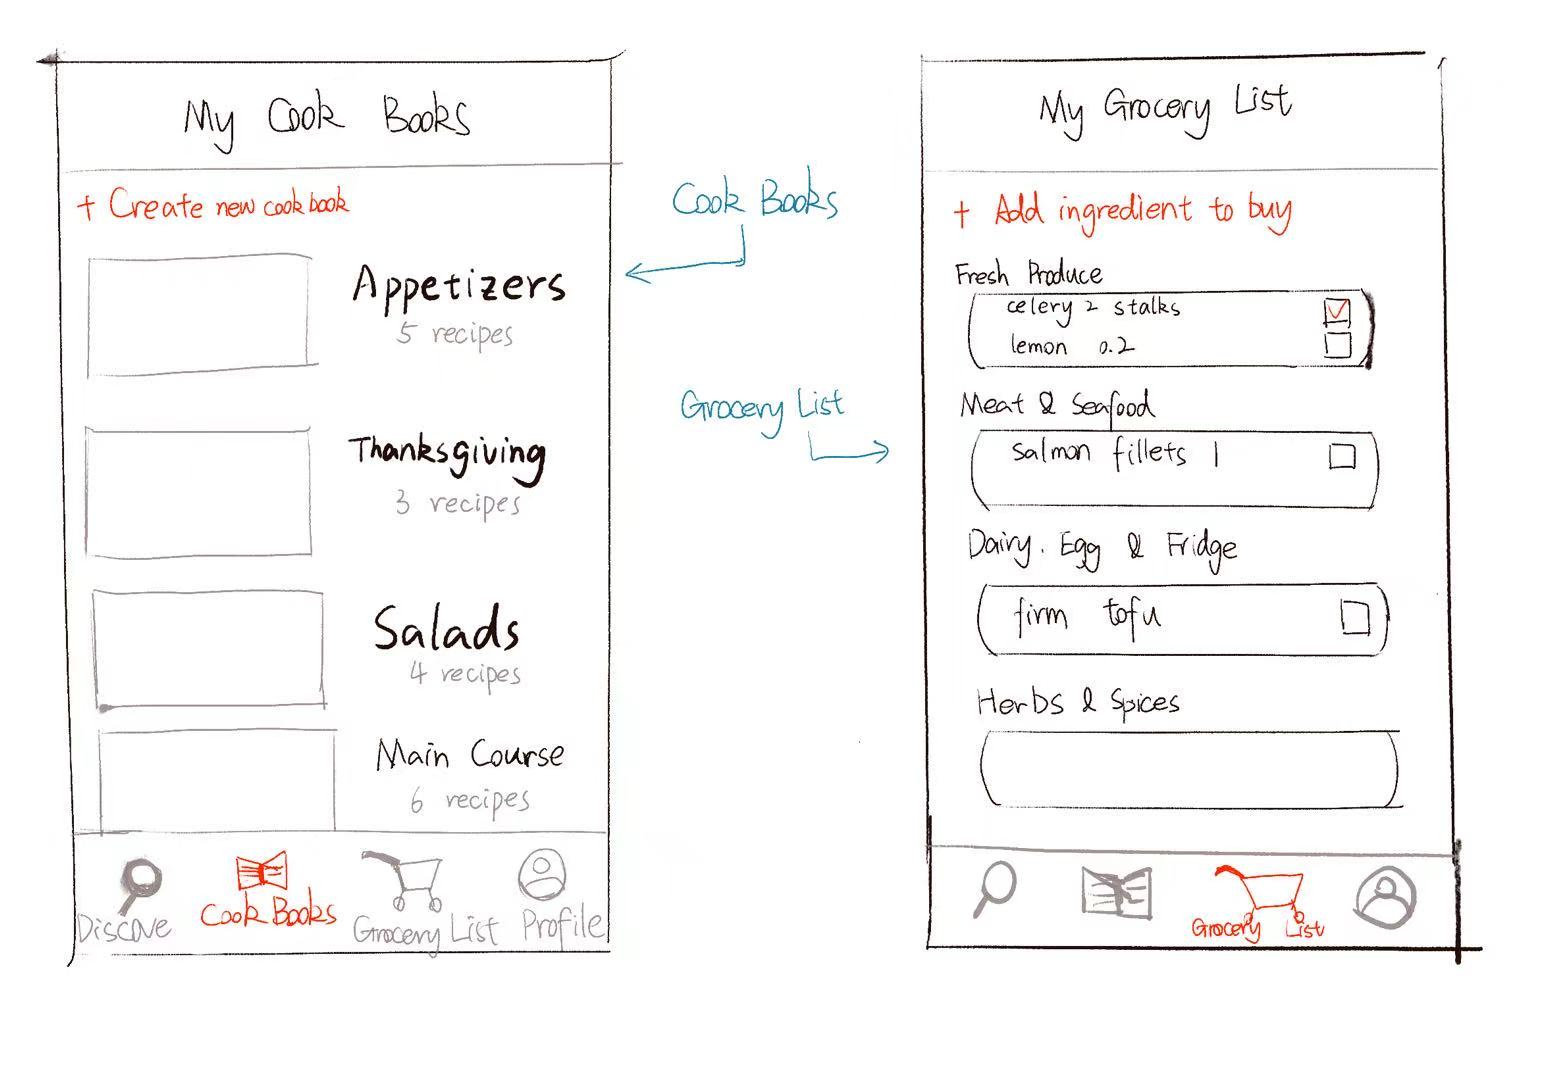 My Cook Books
+ Create new cookbook
Appetizers
5 recipes
Thanksgiving
3 recipes
Salads
4 recipes
Main Course
6 recipes
Discove
Cook Books
Grocery List
Profile
Cook Books
Grocery List
My Grocery List
+ Add ingredient to buy
Fresh Produce
celery 2 stalks
lemon 0.2
Meat & Seafood
salmon fillets 1
Dairy. Egg & Fridge
firm tofu
Herbs & Spices
Grocery List